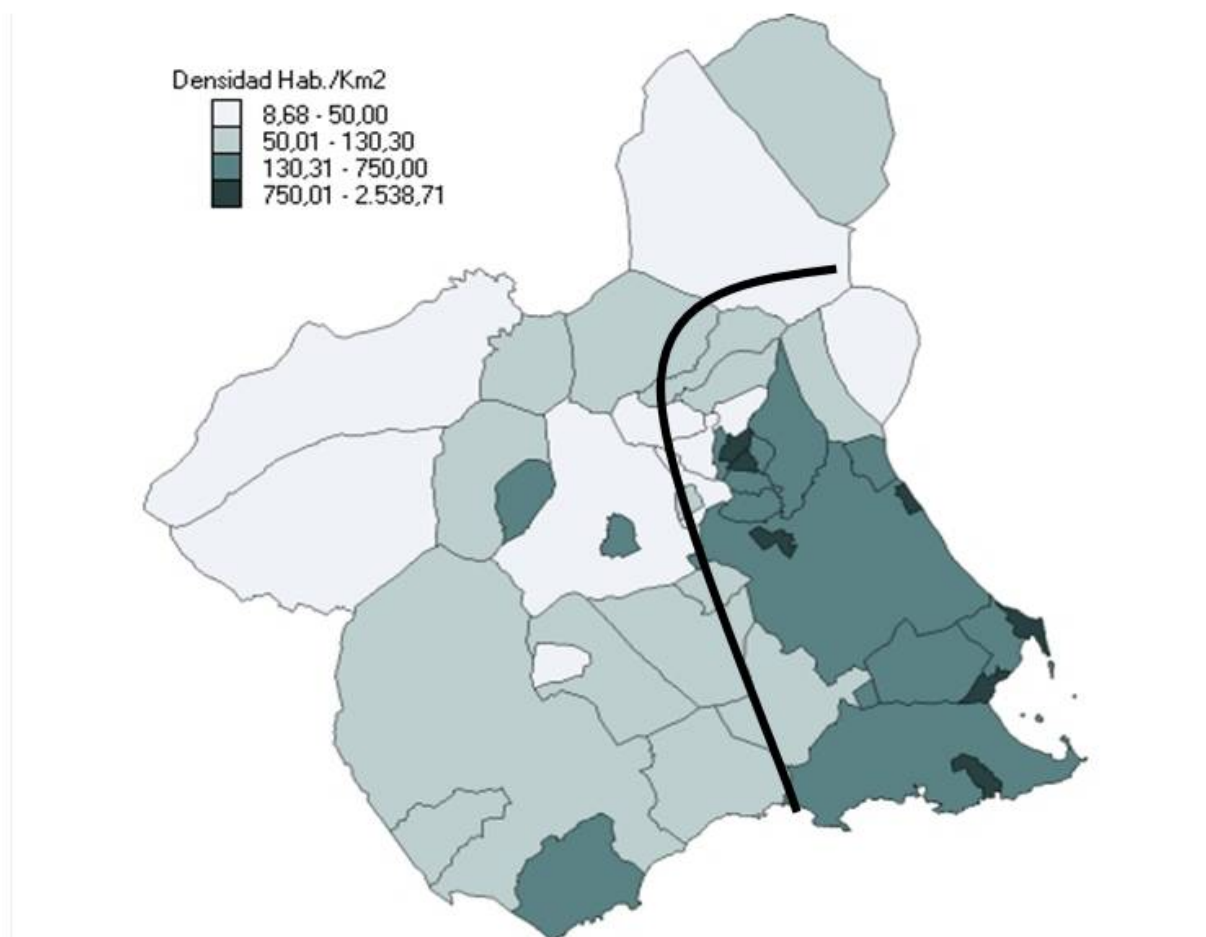 Densidad Hab./Km2
8,68 - 50,00
50,01 - 130,30
130,31 - 750,00
750,01 - 2.538,71